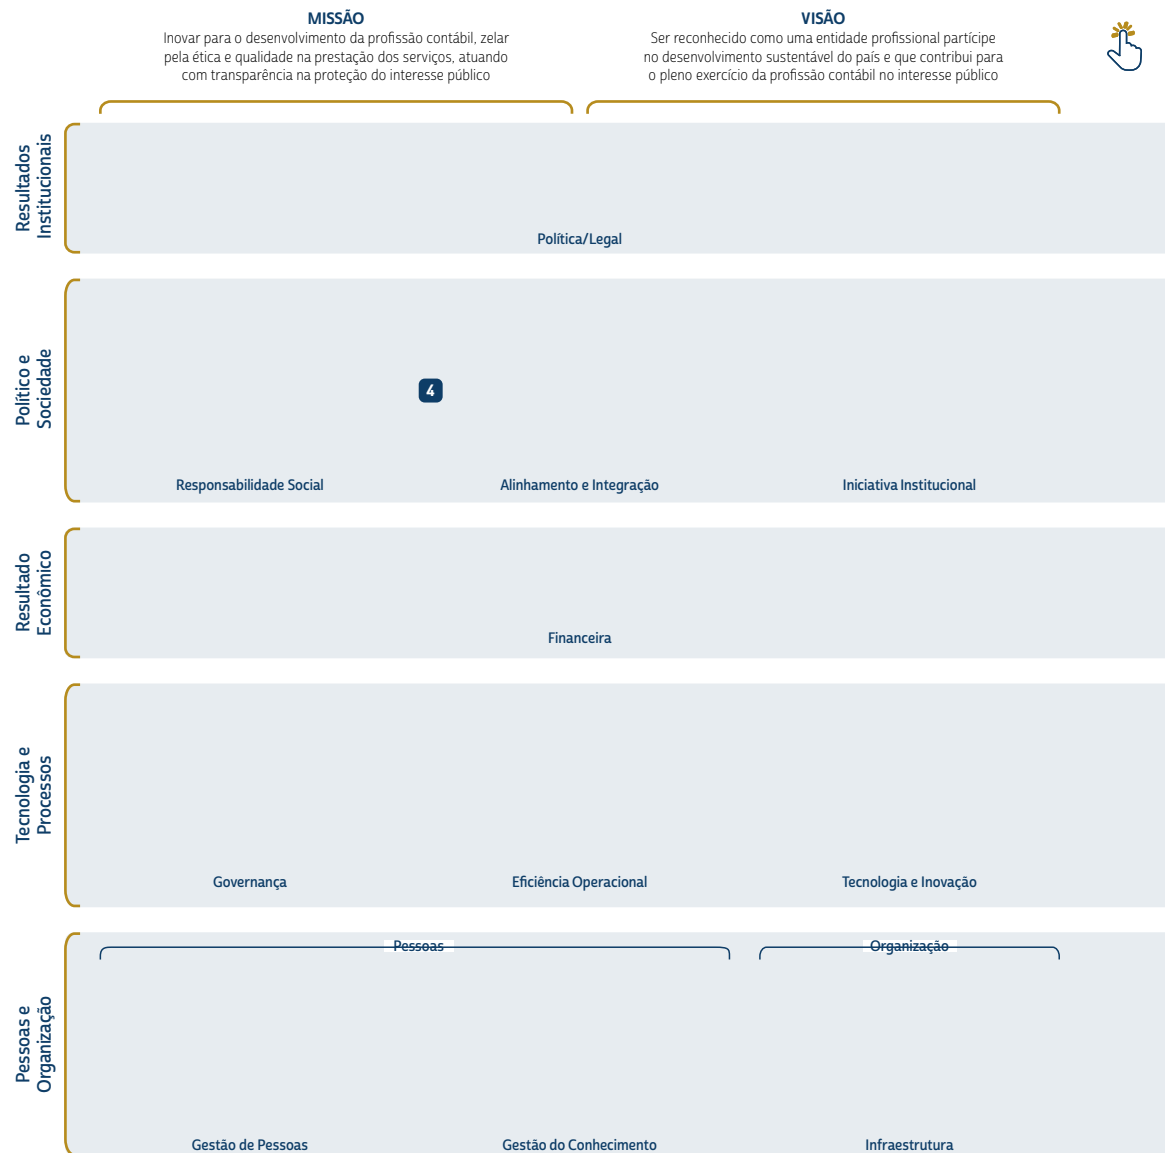 MISSÃO
Inovar para o desenvolvimento da profissão contábil, zelar
pela ética e qualidade na prestação dos serviços, atuando
com transparência na proteção do interesse público
VISÃO
Ser reconhecido como uma entidade profissional partícipe
no desenvolvimento sustentável do país e que contribui para
o pleno exercício da profissão contábil no interesse público
Resultados
Institucionais
Política/Legal
Político e
Sociedade
4
Responsabilidade Social
Alinhamento e Integração
Iniciativa Institucional
Resultado
Econômico
Financeira
Tecnologia e
Processos
Governança
Eficiência Operacional
Tecnologia e Inovação
Pessoas e
Organização
Pessoas
Organização
Gestão de Pessoas
Gestão do Conhecimento
Infraestrutura